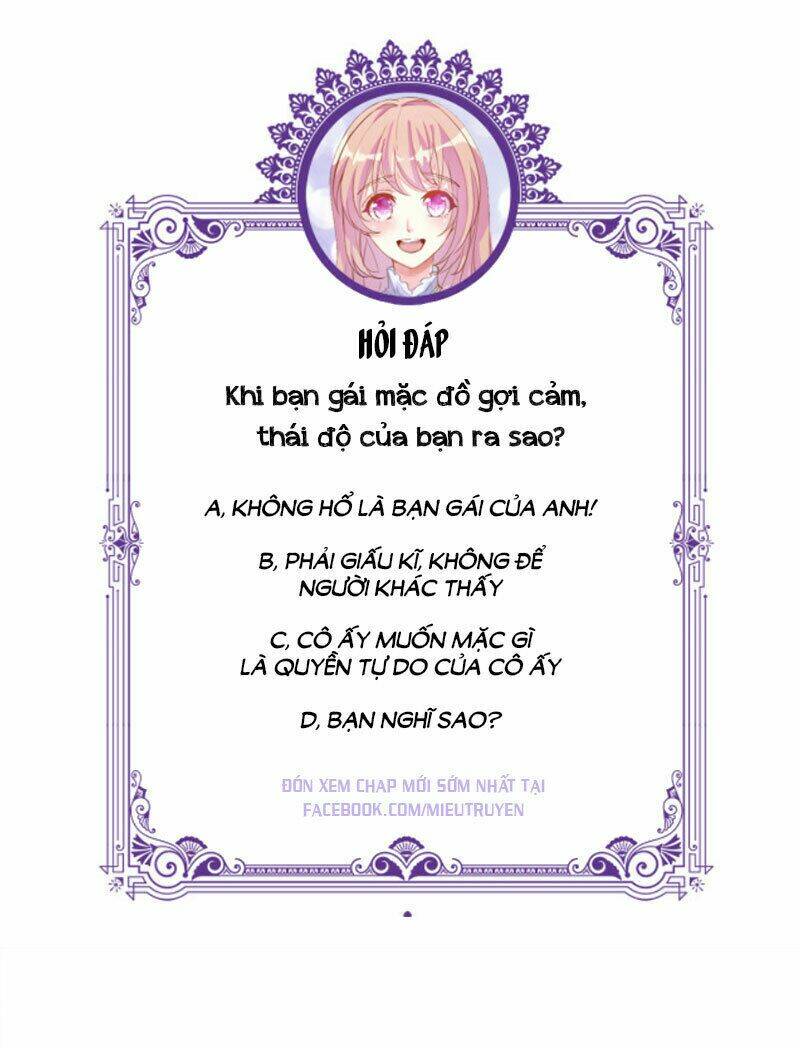 HỎI ĐÁP
Khi bạn gái mặc đồ gợi cảm,
thái độ của bạn ra sao?
A, KHÔNG HỔ LÀ BẠN GÁI CỦA ANH!
B, PHẢI GIẤU KĨ, KHÔNG ĐỂ
NGƯỜI KHÁC THẤY
C, CÔ ẤY MUỐN MẶC GÌ
LÀ QUYỀN TỰ DO CỦA CÔ ẤY
D, BẠN NGHĨ SAO?
ĐÓN XEM CHAP MỚI SỚM NHẤT TẠI
FACEBOOK.COM/MIEUTRUYEN